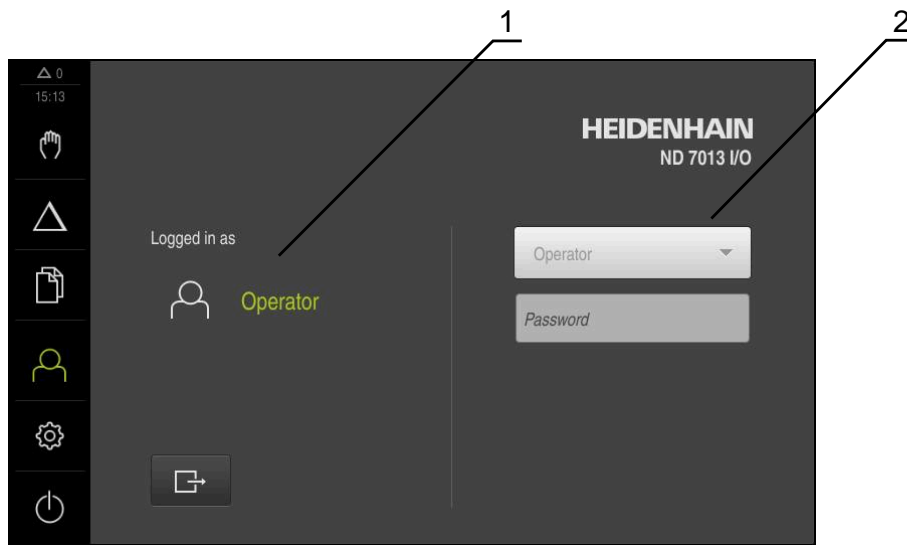 1
2
△ 0
15:13
HEIDENHAIN
ND 7013 I/O
Logged in as
Operator
Operator
Password